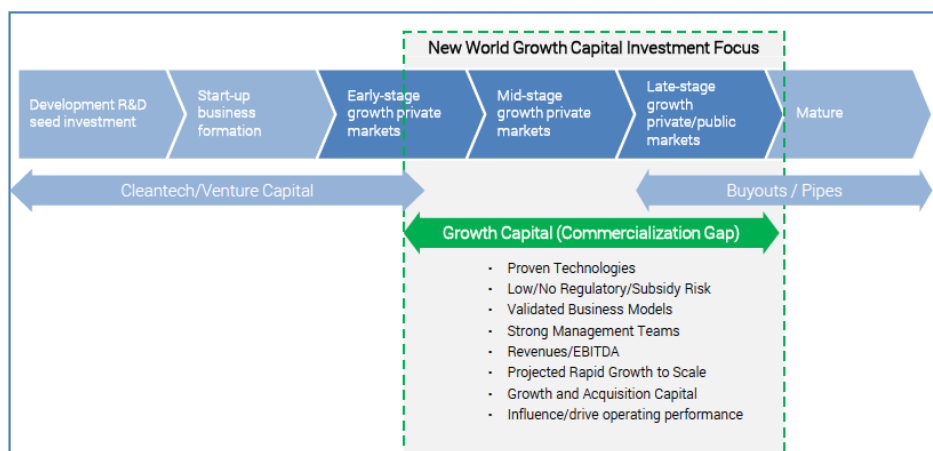 New World Growth Capital Investment Focus
Development R&D
seed investment
Start-up
business
formation
Early-stage
growth private
markets
Mid-stage
growth private
markets
Late-stage
growth
private/public
markets
Mature
Cleantech/Venture Capital
Buyouts / Pipes
Growth Capital (Commercialization Gap)
- Proven Technologies
- Low/No Regulatory/Subsidy Risk
- Validated Business Models
- Strong Management Teams
- Revenues/EBITDA
- Projected Rapid Growth to Scale
- Growth and Acquisition Capital
- Influence/drive operating performance